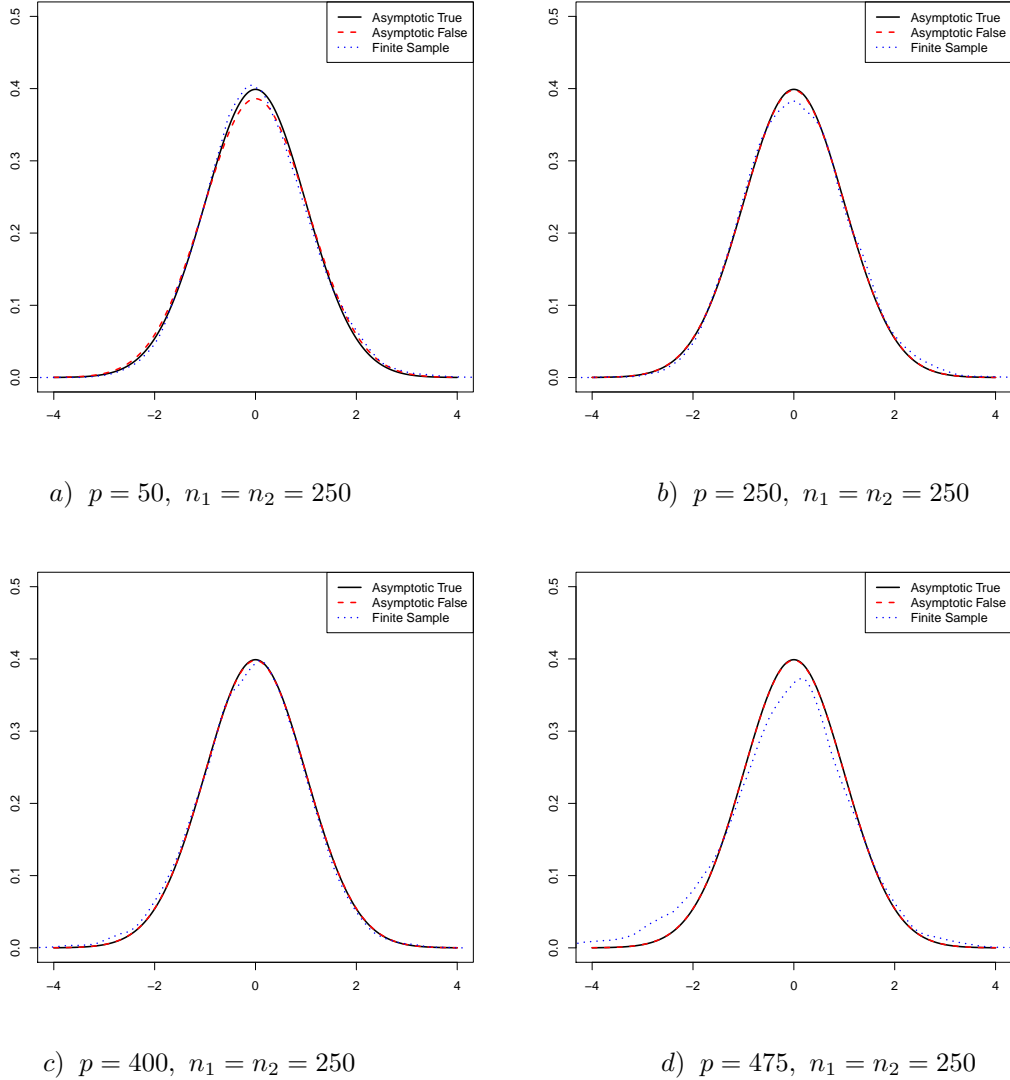 Asymptotic True
Asymptotic False
Finite Sample
0.5
0.4
0.3
0.2
0.1
0.0
−4 −2 0 2 4
a) p = 50, n₁ = n₂ = 250
Asymptotic True
Asymptotic False
Finite Sample
0.5
0.4
0.3
0.2
0.1
0.0
−4 −2 0 2 4
b) p = 250, n₁ = n₂ = 250
Asymptotic True
Asymptotic False
Finite Sample
0.5
0.4
0.3
0.2
0.1
0.0
−4 −2 0 2 4
c) p = 400, n₁ = n₂ = 250
Asymptotic True
Asymptotic False
Finite Sample
0.5
0.4
0.3
0.2
0.1
0.0
−4 −2 0 2 4
d) p = 475, n₁ = n₂ = 250